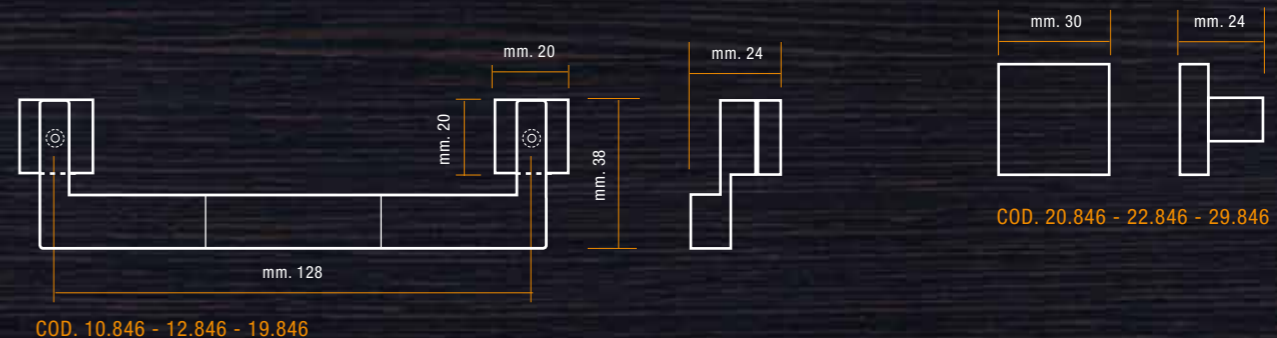 mm. 30
mm. 24
mm. 20
mm. 24
mm. 20
mm. 38
mm. 128
COD. 20.846 - 22.846 - 29.846
COD. 10.846 - 12.846 - 19.846